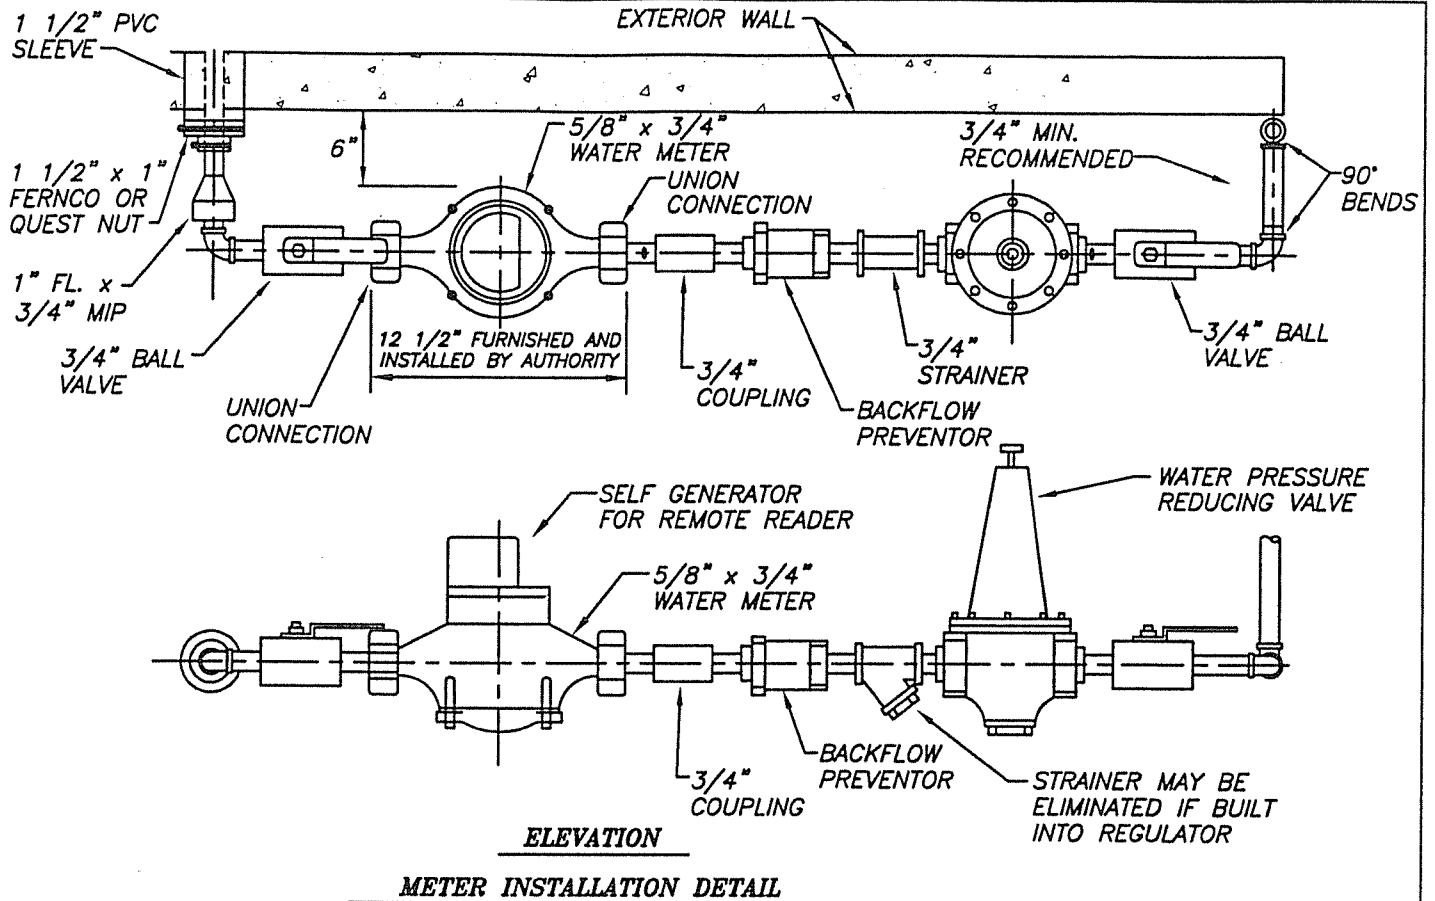 1 1/2" PVC
SLEEVE
EXTERIOR WALL
6"
5/8" x 3/4"
WATER METER
3/4" MIN.
RECOMMENDED
1 1/2" x 1"
FERNCO OR
QUEST NUT
UNION
CONNECTION
90°
BENDS
1" FL. x
3/4" MIP
3/4" BALL
VALVE
12 1/2" FURNISHED AND
INSTALLED BY AUTHORITY
3/4"
COUPLING
3/4"
STRAINER
3/4" BALL
VALVE
UNION
CONNECTION
BACKFLOW
PREVENTOR
SELF GENERATOR
FOR REMOTE READER
WATER PRESSURE
REDUCING VALVE
5/8" x 3/4"
WATER METER
3/4"
COUPLING
BACKFLOW
PREVENTOR
STRAINER MAY BE
ELIMINATED IF BUILT
INTO REGULATOR
ELEVATION
METER INSTALLATION DETAIL